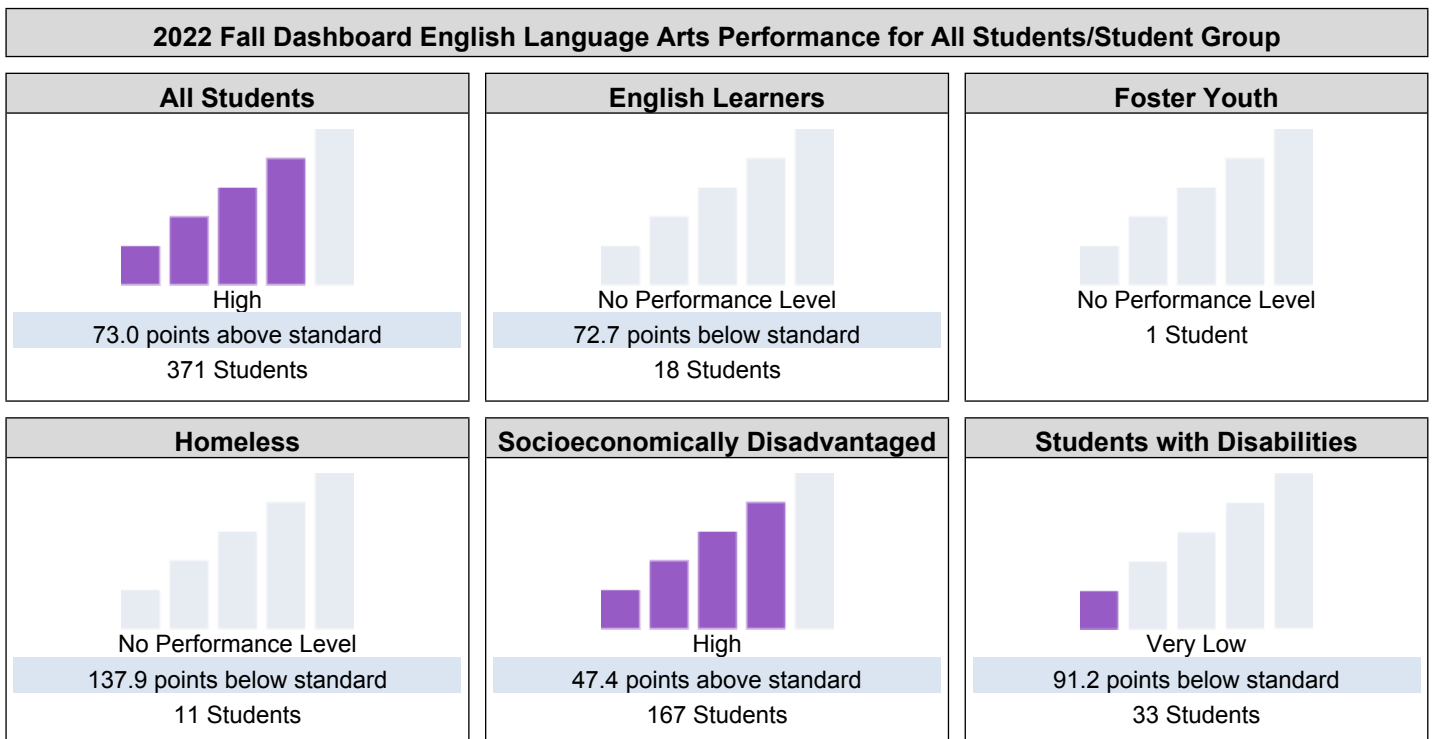 2022 Fall Dashboard English Language Arts Performance for All Students/Student Group
All Students
High
73.0 points above standard
371 Students
English Learners
No Performance Level
72.7 points below standard
18 Students
Foster Youth
No Performance Level
1 Student
Homeless
No Performance Level
137.9 points below standard
11 Students
Socioeconomically Disadvantaged
High
47.4 points above standard
167 Students
Students with Disabilities
Very Low
91.2 points below standard
33 Students